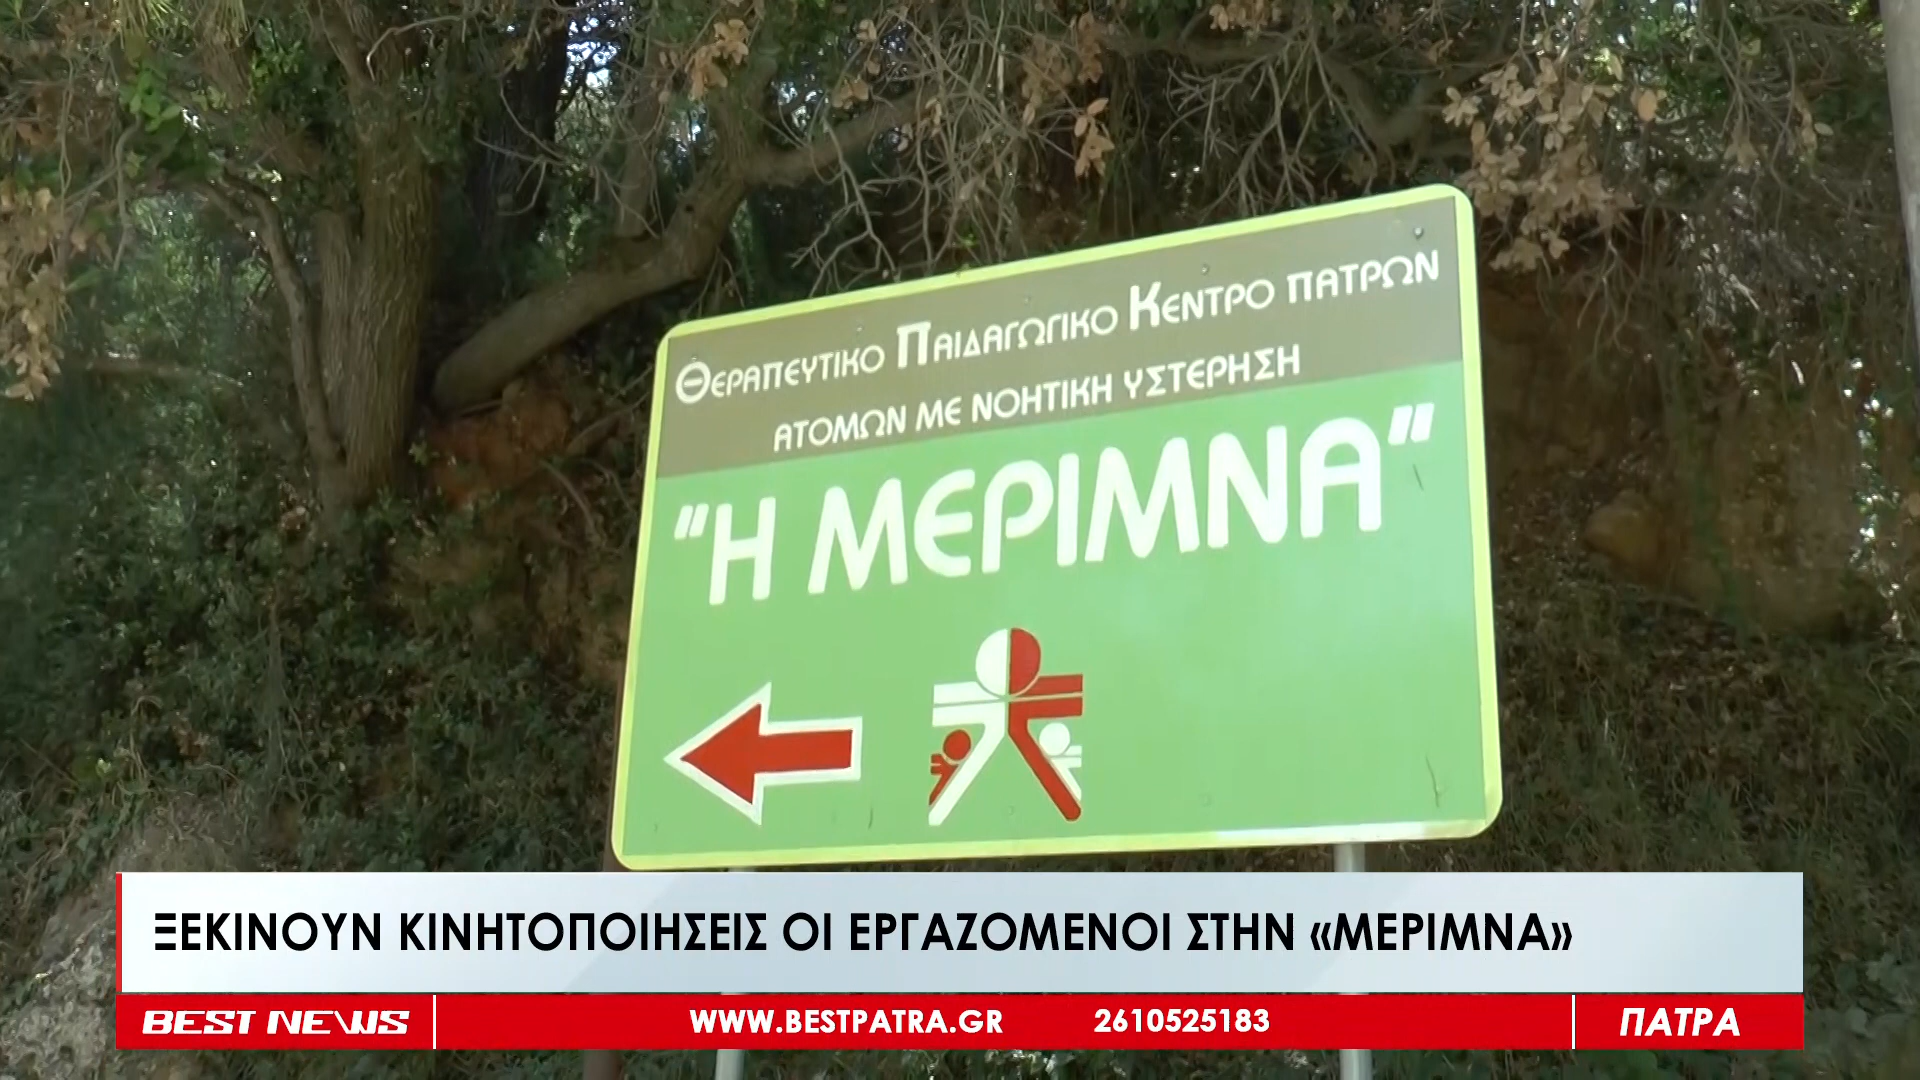 ΘΕΡΑΠΕΥΤΙΚΟ ΠΑΙΔΑΓΩΓΙΚΟ ΚΕΝΤΡΟ ΠΑΤΡΩΝ
ΑΤΟΜΩΝ ΜΕ ΝΟΗΤΙΚΗ ΥΣΤΕΡΗΣΗ
"Η ΜΕΡΙΜΝΑ"
ΞΕΚΙΝΟΥΝ ΚΙΝΗΤΟΠΟΙΗΣΕΙΣ ΟΙ ΕΡΓΑΖΟΜΕΝΟΙ ΣΤΗΝ «ΜΕΡΙΜΝΑ»
BEST NEWS WWW.BESTPATRA.GR 2610525183 ΠΑΤΡΑ